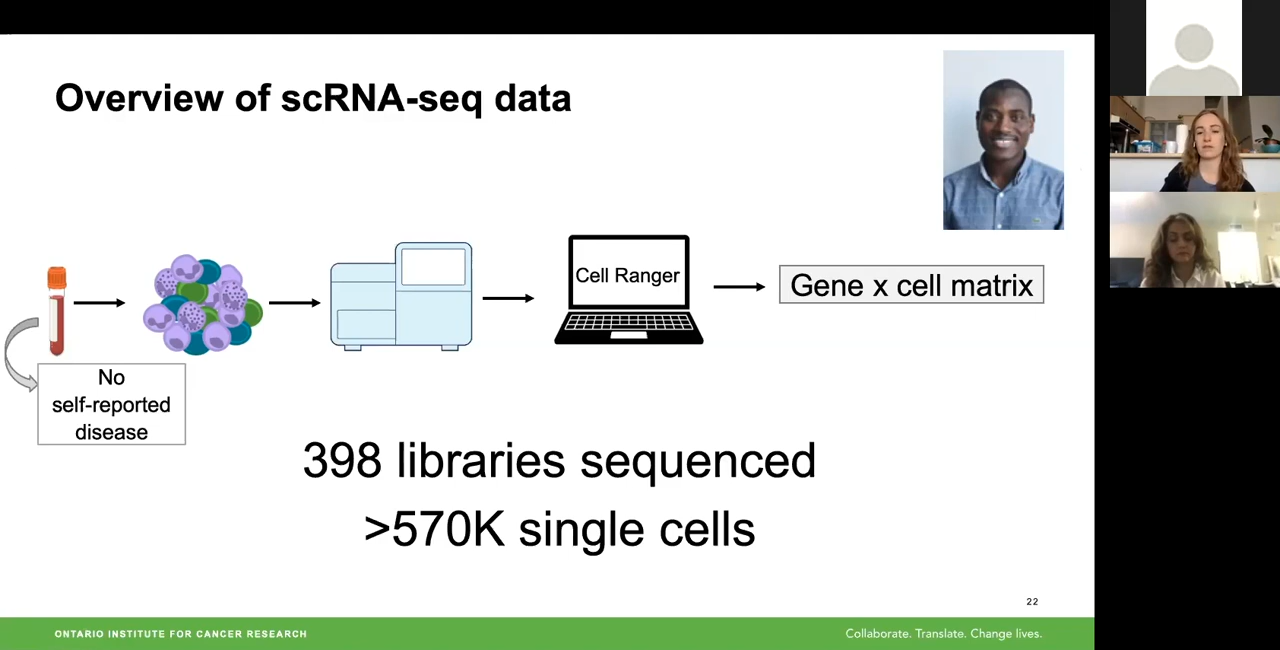 Overview of scRNA-seq data
Cell Ranger
Gene x cell matrix
No
self-reported
disease
398 libraries sequenced
>570K single cells
22
ONTARIO INSTITUTE FOR CANCER RESEARCH
Collaborate. Translate. Change lives.